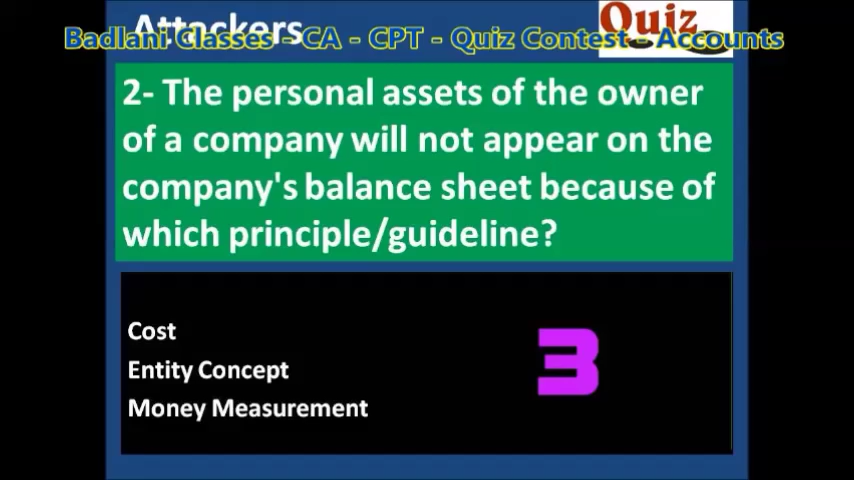 Attackers
Quiz
Badlani Classes - CA - CPT - Quiz Contest - Accounts
2- The personal assets of the owner
of a company will not appear on the
company's balance sheet because of
which principle/guideline?
Cost
Entity Concept
Money Measurement
3